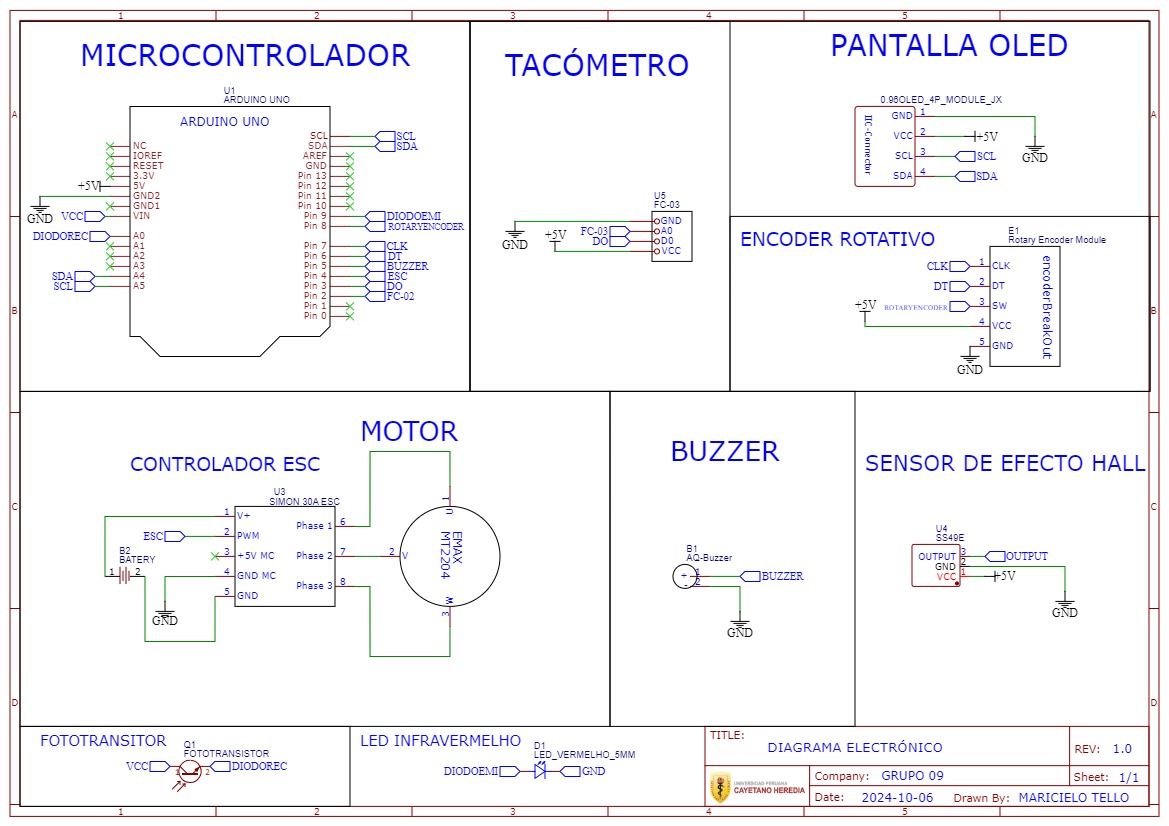 1 2 3 4 5
A
B
C
D
MICROCONTROLADOR
U1
ARDUINO UNO
ARDUINO UNO
NC
IOREF
RESET
3.3V
+5V 5V
GND2
GND
GND1
VCC VIN
DIODOREC A0
A1
A2
A3
SDA A4
SCL A5
SCL SCL
SDA SDA
AREF
GND
Pin 13
Pin 12
Pin 11
Pin 10
Pin 9 DIODOEMI
Pin 8 ROTARYENCODER
Pin 7 CLK
Pin 6 DT
Pin 5 BUZZER
Pin 4 ESC
Pin 3 DO
Pin 2 FC-02
Pin 1
Pin 0
TACÓMETRO
U5
FC-03
GND
FC-03 A0
DO D0
VCC
GND
+5V
PANTALLA OLED
0.96OLED_4P_MODULE_JX
IIC-Connector
GND 1
VCC 2 +5V
SCL 3 SCL
SDA 4 SDA
GND
A
ENCODER ROTATIVO
E1
Rotary Encoder Module
CLK 1 CLK
DT 2 DT
ROTARYENCODER 3 SW
+5V 4 VCC
5 GND
GND
encoderBreakOut
B
MOTOR
CONTROLADOR ESC
U3
SIMON 30A ESC
1 V+
ESC 2 PWM
3 +5V MC
4 GND MC
5 GND
Phase 1 6
Phase 2 7
Phase 3 8
B2
BATERY
1 2
GND
1
U
2 V
EMAX
MT2204
W
3
BUZZER
B1
AQ-Buzzer
+ 1 BUZZER
- 2
GND
SENSOR DE EFECTO HALL
U4
SS49E
OUTPUT 3 OUTPUT
GND 2
VCC 1 +5V
GND
C
D
FOTOTRANSITOR
Q1
FOTOTRANSISTOR
VCC 1 2 DIODOREC
LED INFRAVERMELHO
D1
LED_VERMELHO_5MM
DIODOEMI GND
TITLE:
DIAGRAMA ELECTRÓNICO
REV: 1.0
UNIVERSIDAD PERUANA
CAYETANO HEREDIA
Company: GRUPO 09
Sheet: 1/1
Date: 2024-10-06 Drawn By: MARICIELO TELLO
1 2 3 4 5